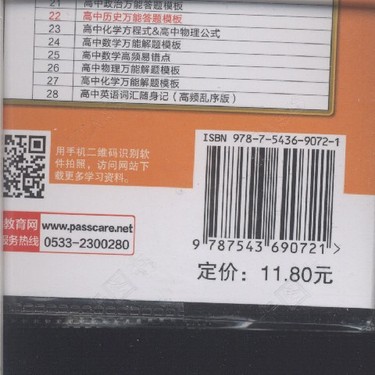 21 高中政治万能答题模板
22 高中历史万能答题模板
23 高中化学方程式&高中物理公式
24 高中数学万能解题模板
25 高中数学高频易错点
26 高中物理万能解题模板
27 高中化学万能解题模板
28 高中英语词汇随身记（高频乱序版）
用手机二维码识别软
件拍照，访问网站下
载更多学习资料。
ISBN 978-7-5436-9072-1
9 787543 690721 >
定价：11.80元
教育网 www.passcare.net
服务热线 0533-2300280